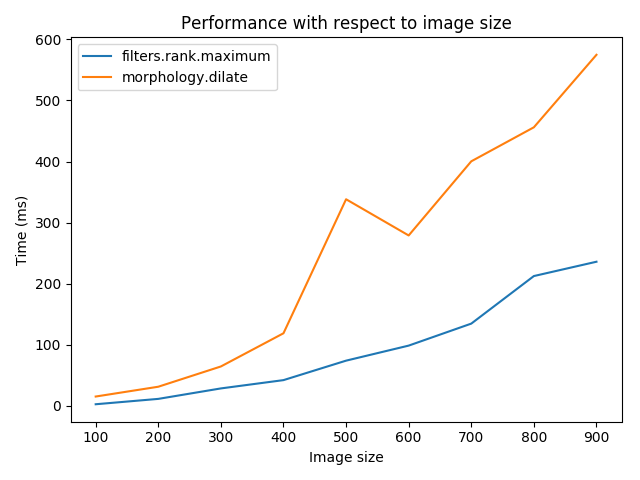 Performance with respect to image size
filters.rank.maximum
morphology.dilate
600
500
400
300
200
100
0
Time (ms)
100 200 300 400 500 600 700 800 900
Image size